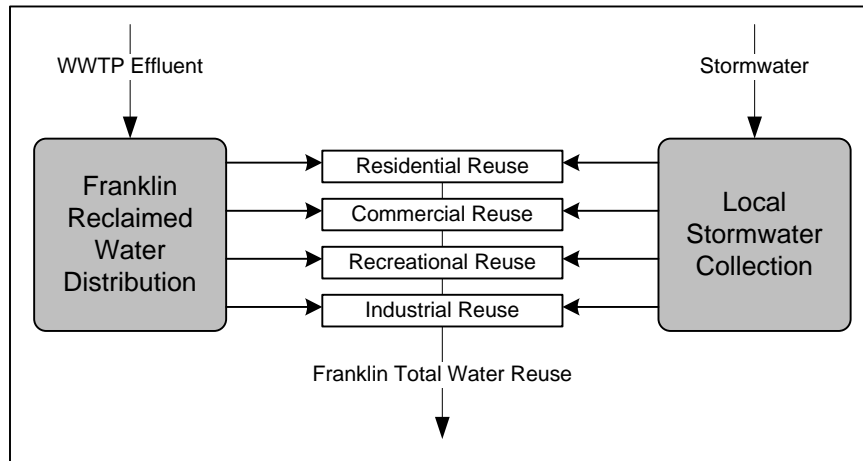 WWTP Effluent
Stormwater
Franklin
Reclaimed
Water
Distribution
Residential Reuse
Commercial Reuse
Recreational Reuse
Industrial Reuse
Local
Stormwater
Collection
Franklin Total Water Reuse